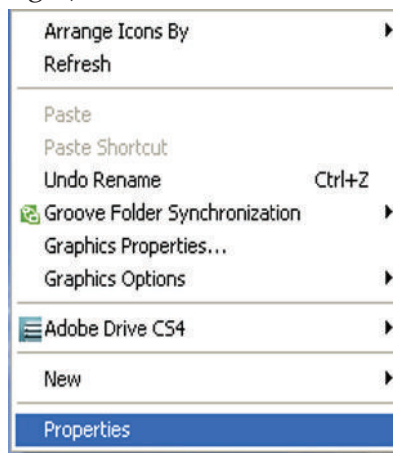 Arrange Icons By
Refresh
Paste
Paste Shortcut
Undo Rename Ctrl+Z
Groove Folder Synchronization
Graphics Properties...
Graphics Options
Adobe Drive CS4
New
Properties